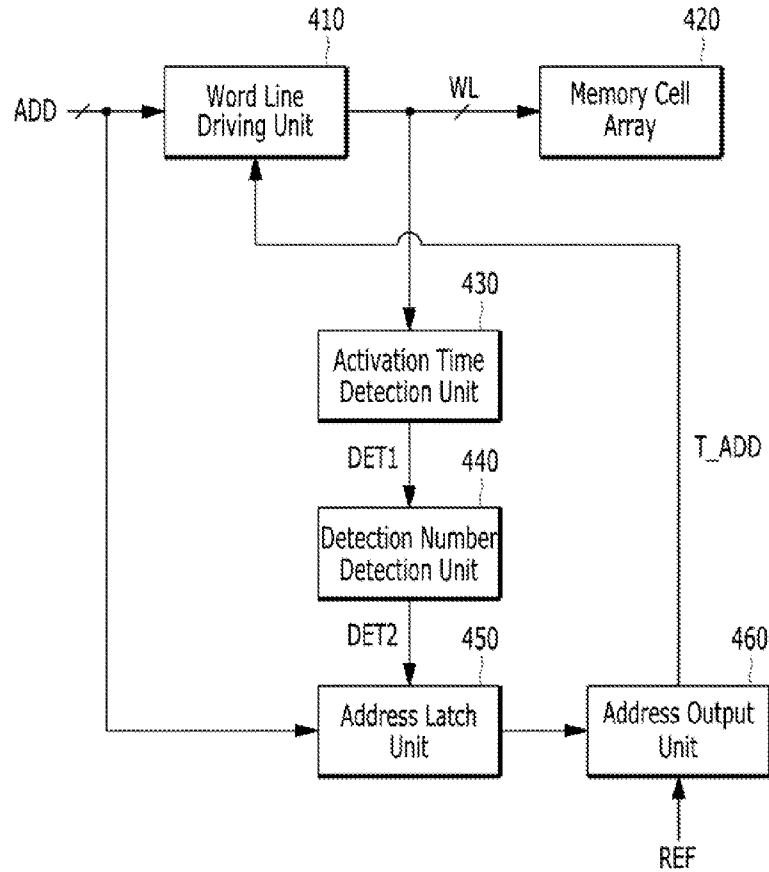 410
420
ADD
Word Line
Driving Unit
WL
Memory Cell
Array
430
Activation Time
Detection Unit
T_ADD
DET1
440
Detection Number
Detection Unit
DET2
450
460
Address Latch
Unit
Address Output
Unit
REF